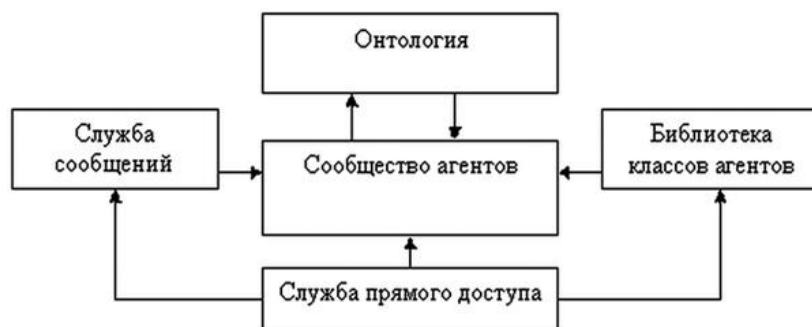 Онтология
Служба
сообщений
Сообщество агентов
Библиотека
классов агентов
Служба прямого доступа